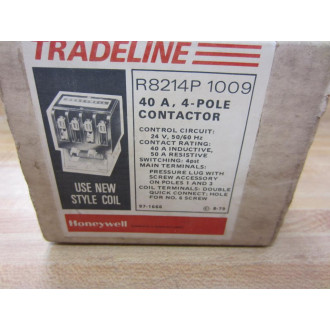 TRADELINE
R8214P 1009
40 A, 4-POLE
CONTACTOR
CONTROL CIRCUIT:
24 V, 50/60 Hz
CONTACT RATING:
40 A INDUCTIVE,
50 A RESISTIVE
SWITCHING: 4pst
MAIN TERMINALS:
PRESSURE LUG WITH
SCREW ACCESSORY
ON POLES 1 AND 3
COIL TERMINALS: DOUBLE
QUICK CONNECT; HOLE
FOR NO. 6 SCREW
USE NEW
STYLE COIL
Honeywell